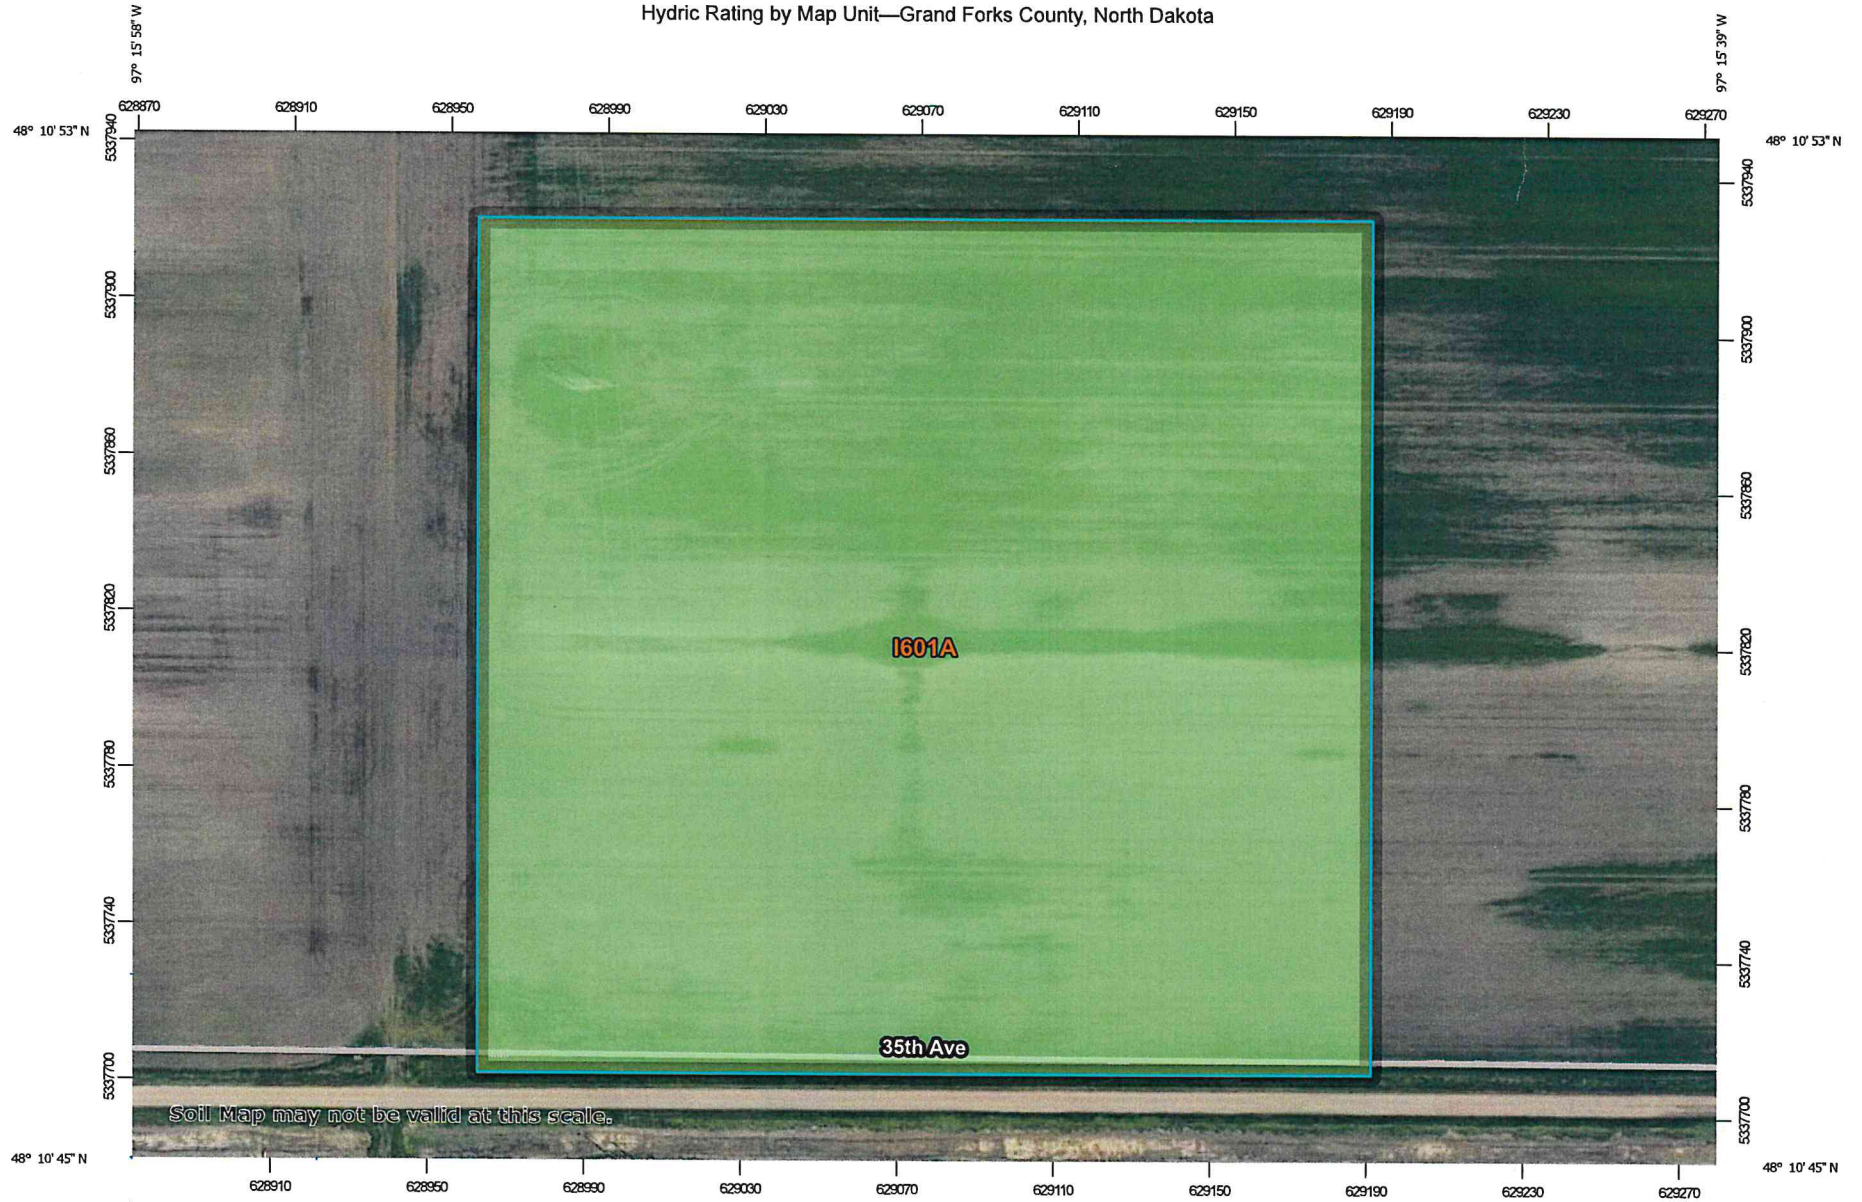 Hydric Rating by Map Unit—Grand Forks County, North Dakota
97° 15' 58" W
97° 15' 39" W
628870 628910 628950 628990 629030 629070 629110 629150 629190 629230 629270
48° 10' 53" N
48° 10' 53" N
5337940
5337940
5337900
5337900
5337860
5337860
5337820
5337820
I601A
5337780
5337780
5337740
5337740
35th Ave
5337700
5337700
Soil Map may not be valid at this scale.
48° 10' 45" N
48° 10' 45" N
628910 628950 628990 629030 629070 629110 629150 629190 629230 629270